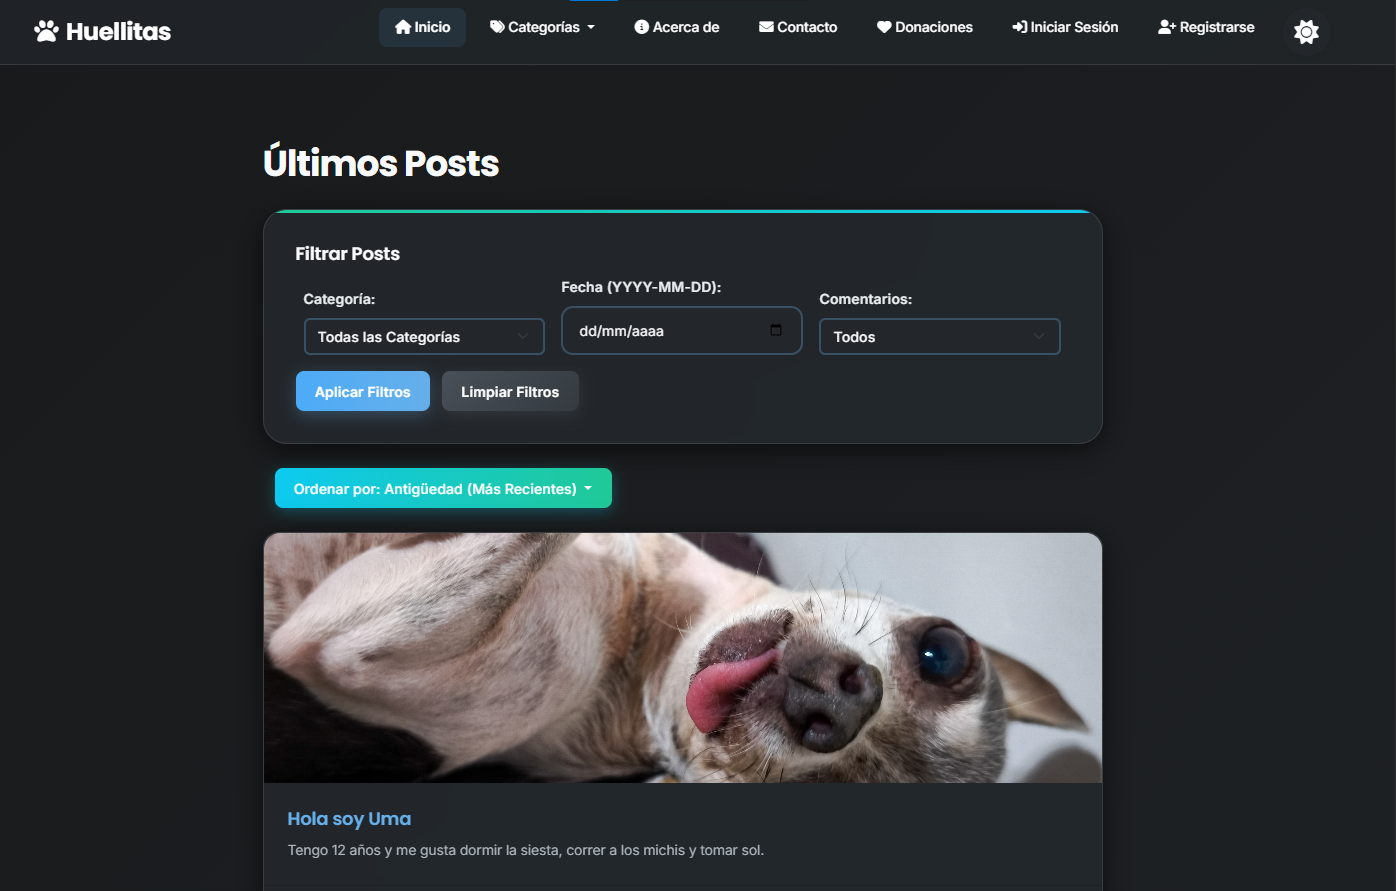 Huellitas
Inicio
Categorías
Acerca de
Contacto
Donaciones
Iniciar Sesión
Registrarse
Últimos Posts
Filtrar Posts
Categoría:
Todas las Categorías
Fecha (YYYY-MM-DD):
dd/mm/aaaa
Comentarios:
Todos
Aplicar Filtros
Limpiar Filtros
Ordenar por: Antigüedad (Más Recientes)
Hola soy Uma
Tengo 12 años y me gusta dormir la siesta, correr a los michis y tomar sol.